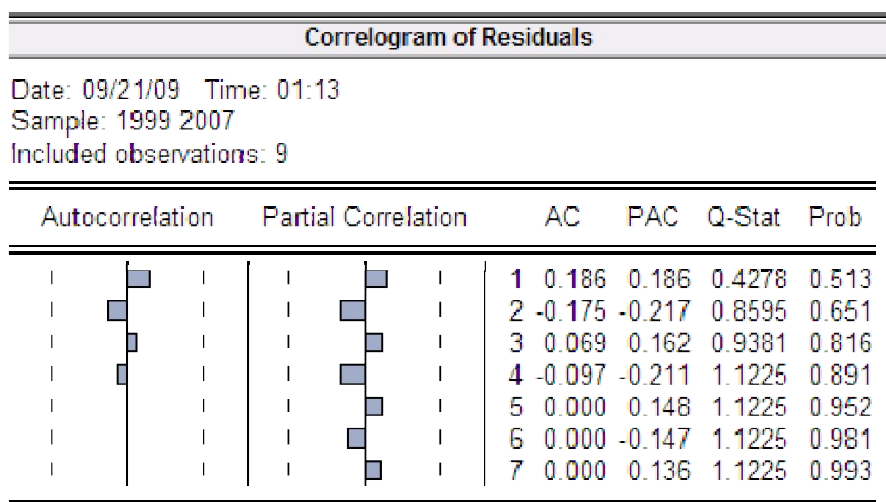 Correlogram of Residuals
Date: 09/21/09 Time: 01:13
Sample: 1999 2007
Included observations: 9
Autocorrelation Partial Correlation AC PAC Q-Stat Prob
1 0.186 0.186 0.4278 0.513
2 -0.175 -0.217 0.8595 0.651
3 0.069 0.162 0.9381 0.816
4 -0.097 -0.211 1.1225 0.891
5 0.000 0.148 1.1225 0.952
6 0.000 -0.147 1.1225 0.981
7 0.000 0.136 1.1225 0.993